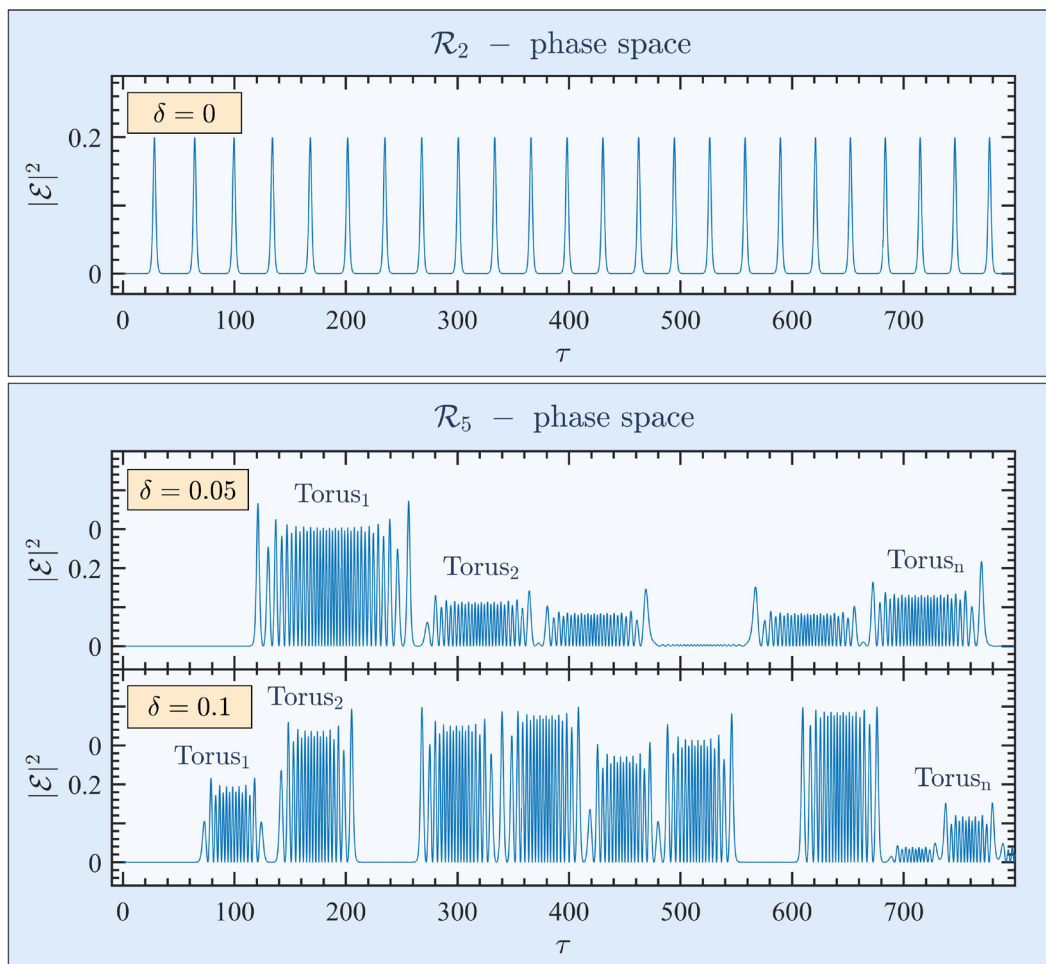 ℛ₂ − phase space
δ = 0
0.2
|ℰ|²
0
0 100 200 300 400 500 600 700
τ
ℛ₅ − phase space
δ = 0.05
Torus₁
0
|ℰ|²
0.2
Torus₂
Torusₙ
0
δ = 0.1
Torus₂
Torus₁
0
|ℰ|²
0.2
Torusₙ
0
0 100 200 300 400 500 600 700
τ